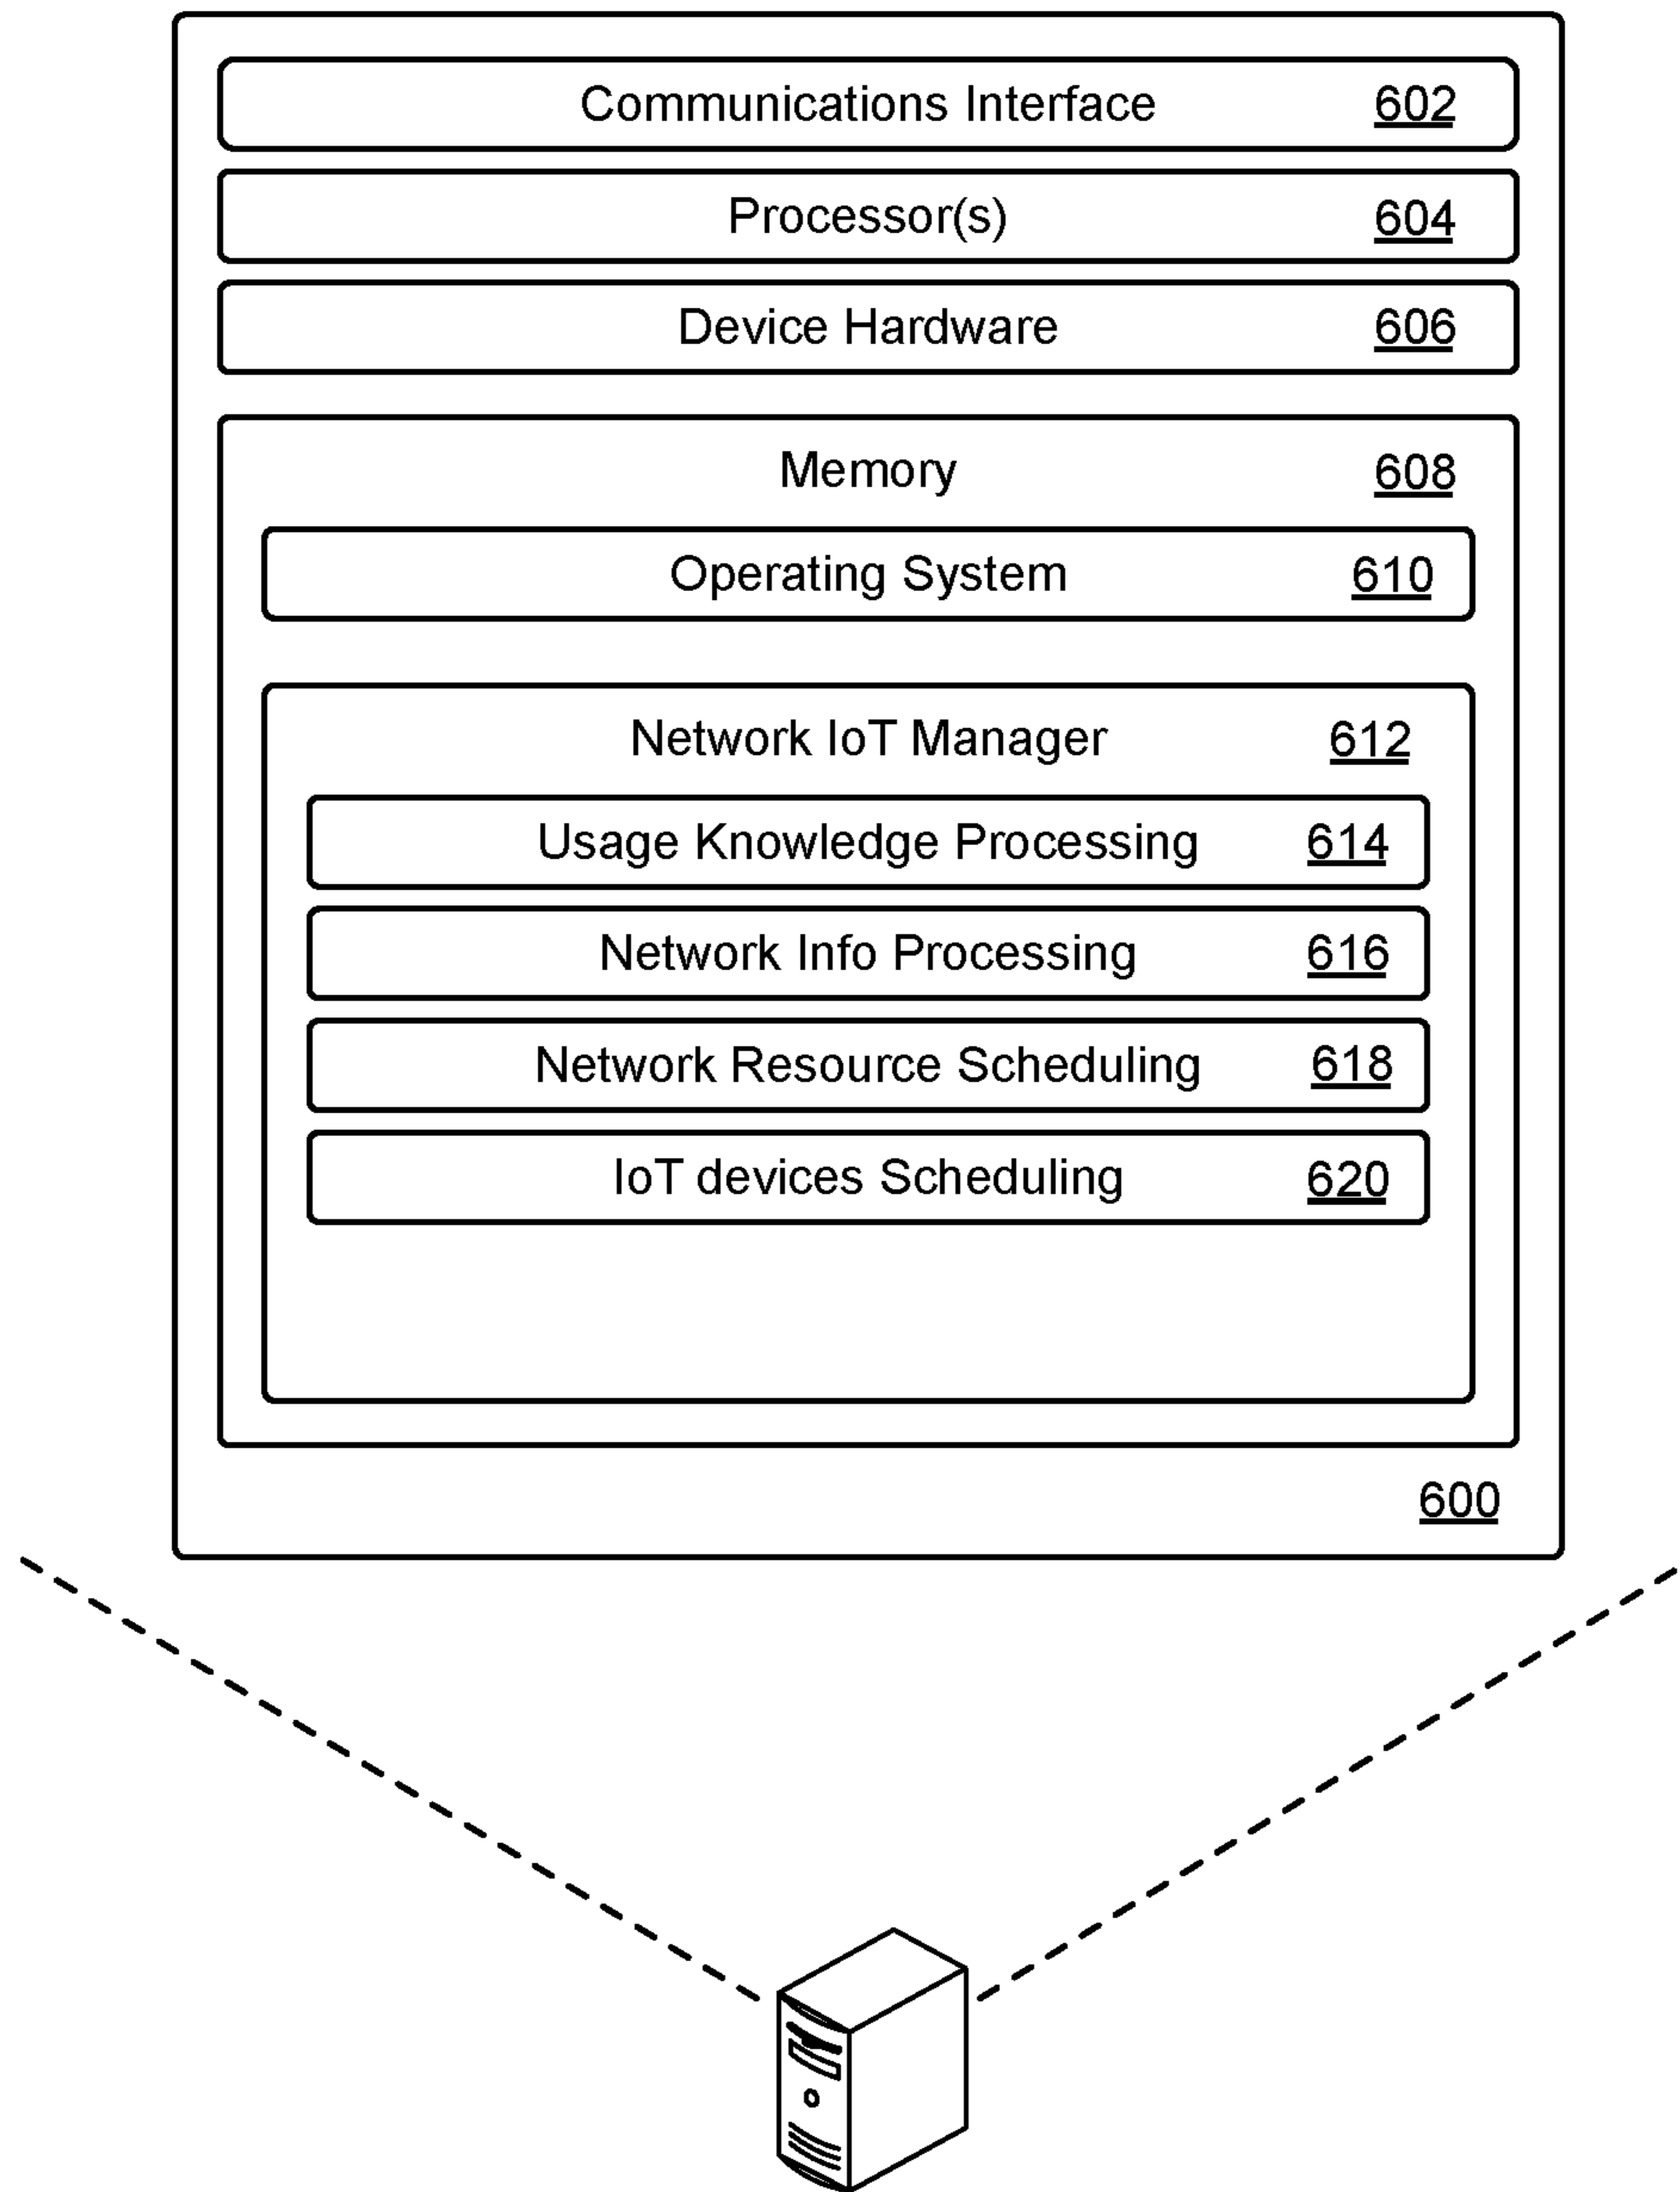 Communications Interface 602
Processor(s) 604
Device Hardware 606
Memory 608
Operating System 610
Network IoT Manager 612
Usage Knowledge Processing 614
Network Info Processing 616
Network Resource Scheduling 618
IoT devices Scheduling 620
600